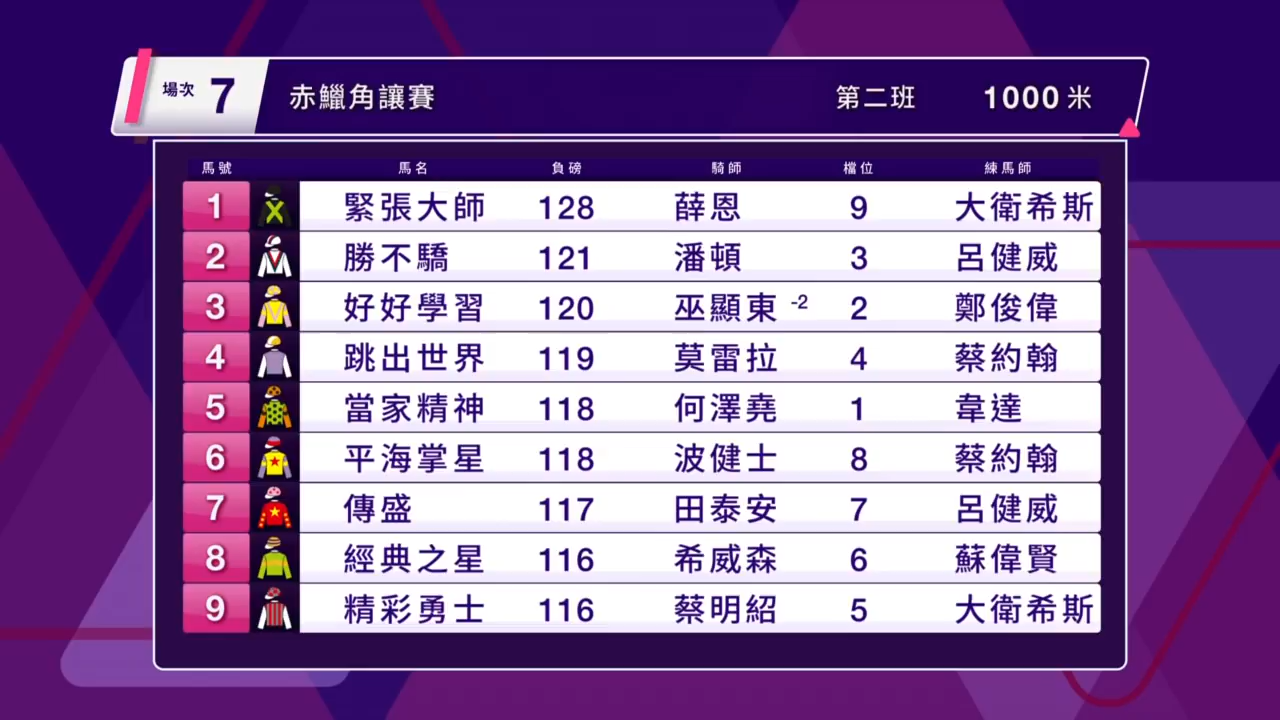 場次 7 赤鱲角讓賽 第二班 1000 米
馬號 馬名 負磅 騎師 檔位 練馬師
1 緊張大師 128 薛恩 9 大衛希斯
2 勝不驕 121 潘頓 3 呂健威
3 好好學習 120 巫顯東 -2 2 鄭俊偉
4 跳出世界 119 莫雷拉 4 蔡約翰
5 當家精神 118 何澤堯 1 韋達
6 平海掌星 118 波健士 8 蔡約翰
7 傳盛 117 田泰安 7 呂健威
8 經典之星 116 希威森 6 蘇偉賢
9 精彩勇士 116 蔡明紹 5 大衛希斯